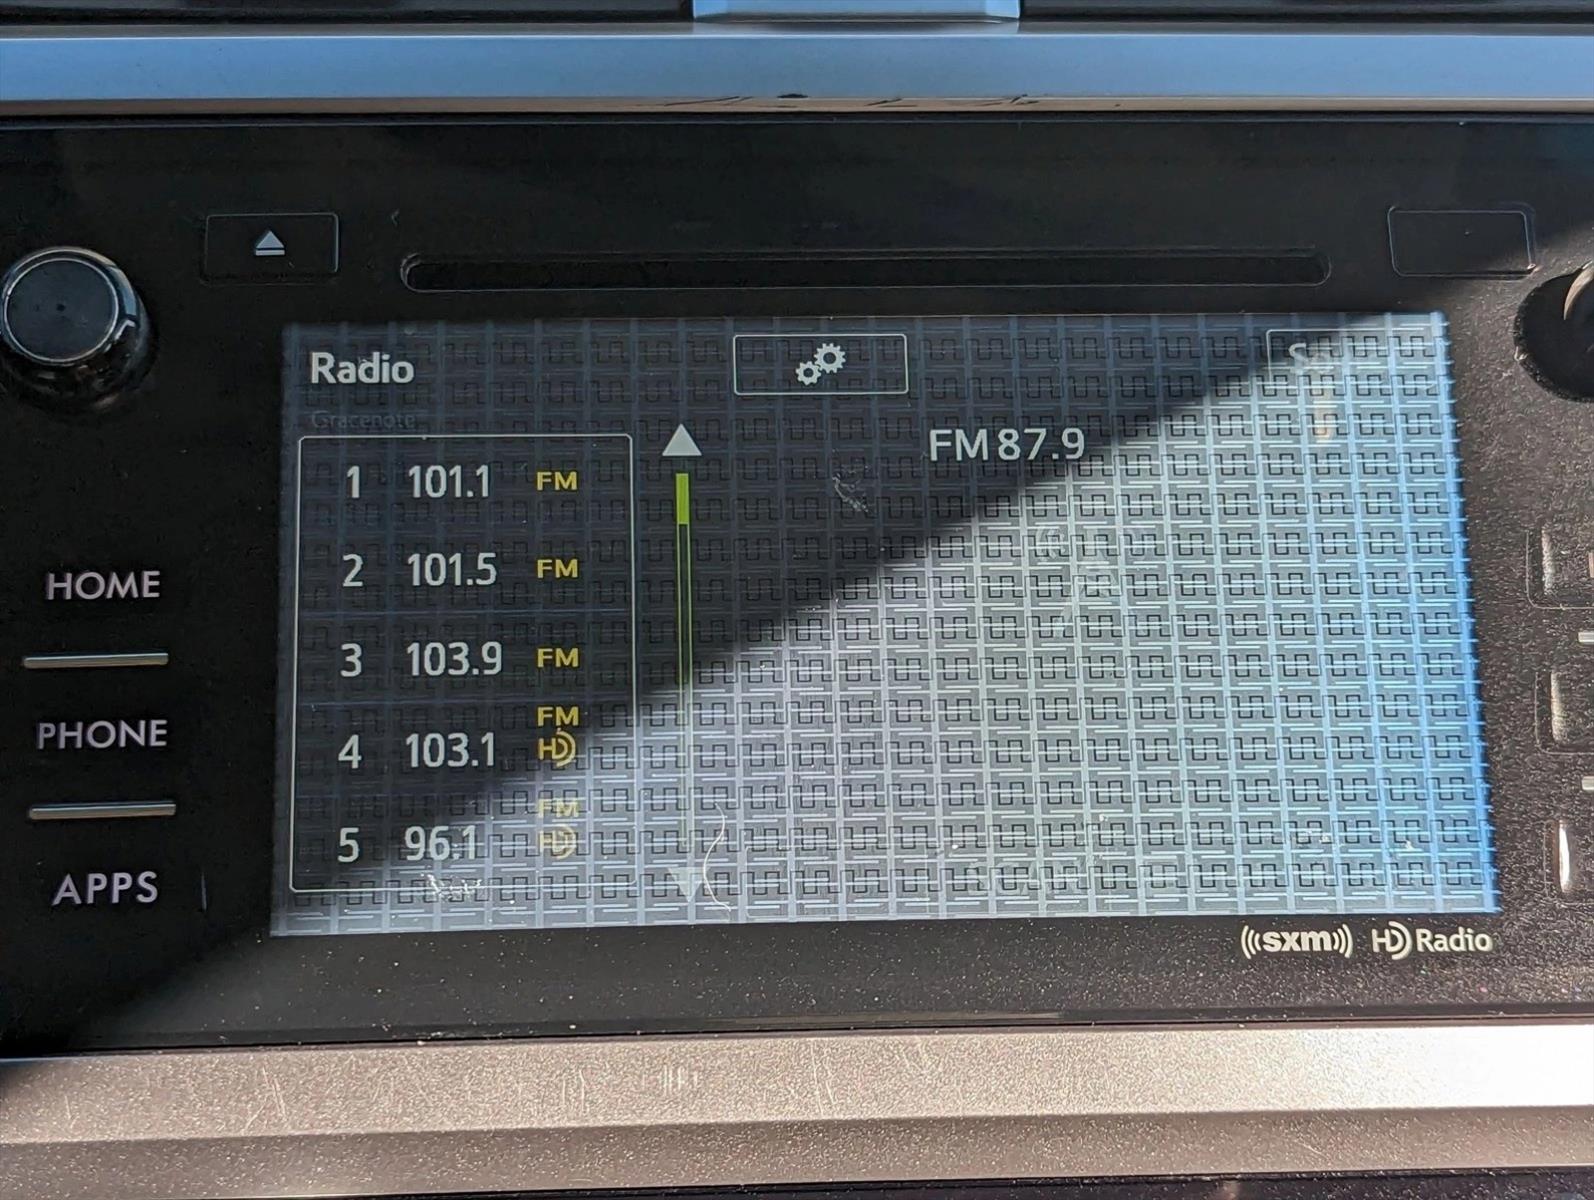 Radio
Gracenote
FM 87.9
1 101.1 FM
2 101.5 FM
3 103.9 FM
4 103.1 FM HD
5 96.1 FM HD
HOME
PHONE
APPS
((sxm)) HD Radio